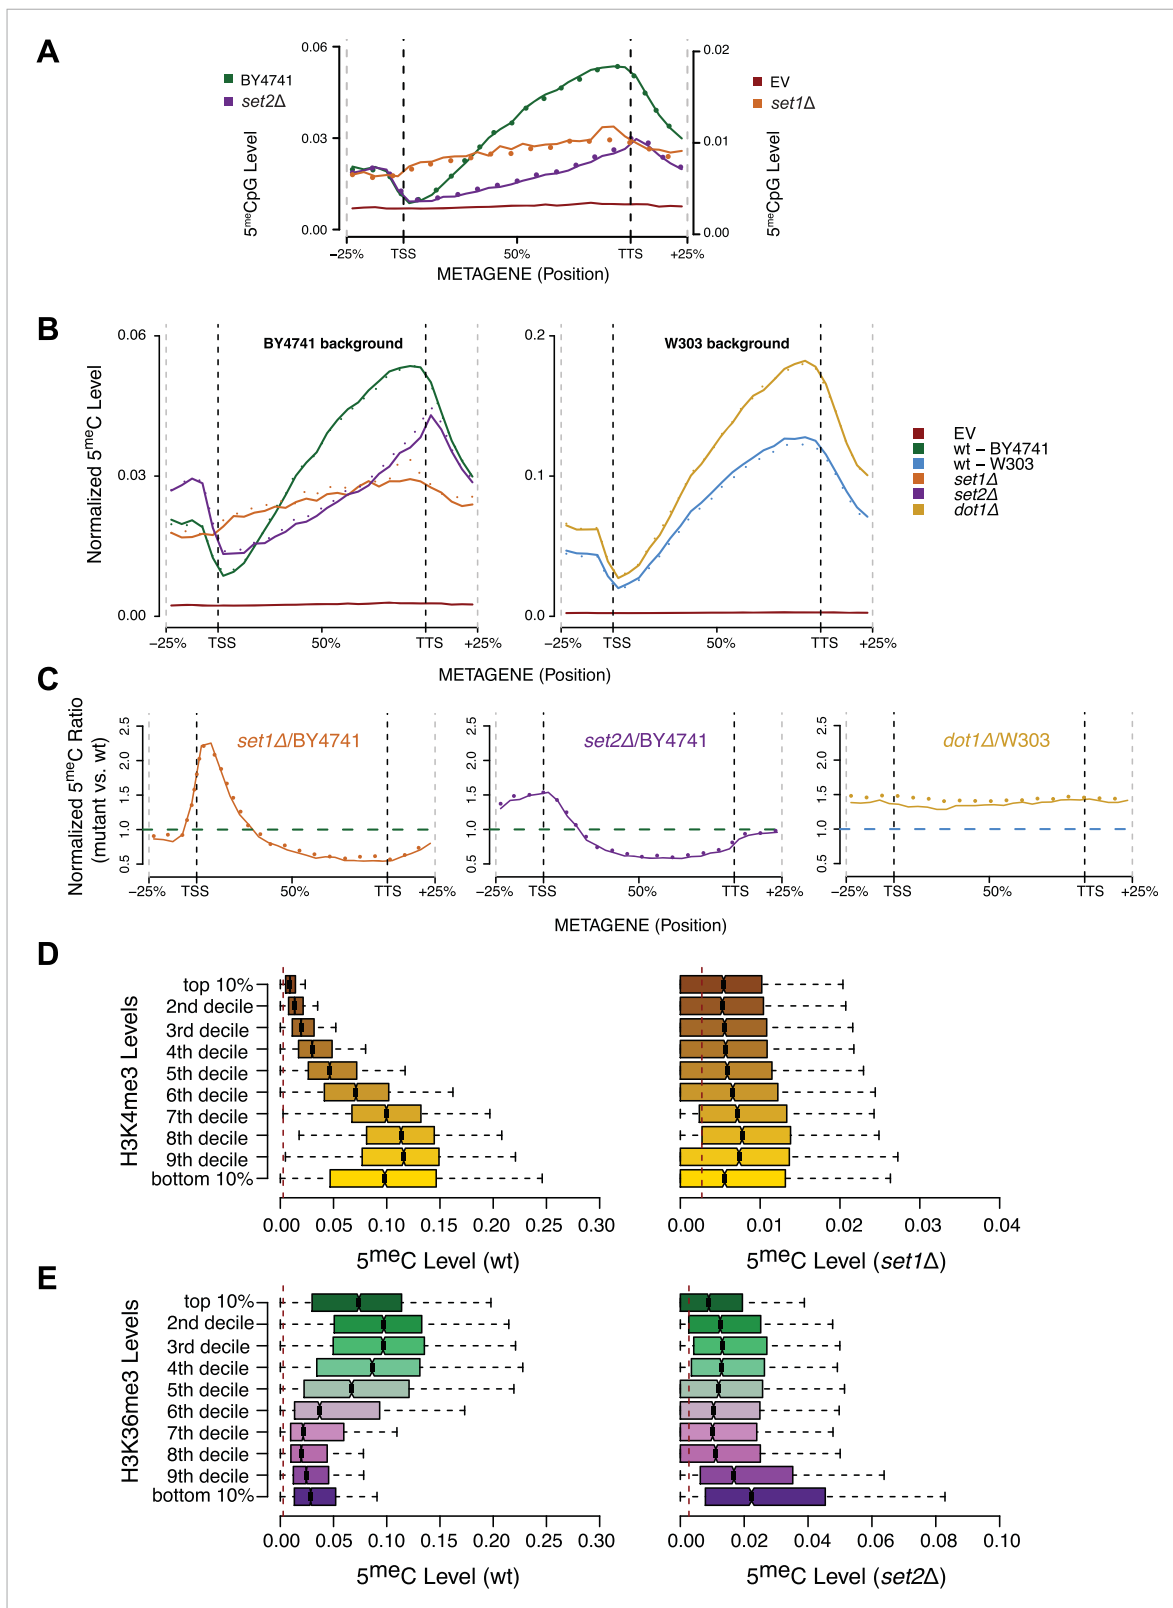 A
BY4741
set2Δ
EV
set1Δ
5meCpG Level
0.06
0.03
0.00
0.02
0.01
0.00
5meCpG Level
−25%
TSS
50%
TTS
+25%
METAGENE (Position)
B
Normalized 5meC Level
BY4741 background
0.06
0.03
0.00
−25%
TSS
50%
TTS
+25%
W303 background
0.2
0.1
0.0
−25%
TSS
50%
TTS
+25%
EV
wt − BY4741
wt − W303
set1Δ
set2Δ
dot1Δ
METAGENE (Position)
C
Normalized 5meC Ratio
(mutant vs. wt)
set1Δ/BY4741
2.5
2.0
1.5
1.0
0.5
−25%
TSS
50%
TTS
+25%
set2Δ/BY4741
2.5
2.0
1.5
1.0
0.5
−25%
TSS
50%
TTS
+25%
dot1Δ/W303
2.5
2.0
1.5
1.0
0.5
−25%
TSS
50%
TTS
+25%
METAGENE (Position)
D
H3K4me3 Levels
top 10%
2nd decile
3rd decile
4th decile
5th decile
6th decile
7th decile
8th decile
9th decile
bottom 10%
0.00 0.05 0.10 0.15 0.20 0.25 0.30
5meC Level (wt)
0.00 0.01 0.02 0.03 0.04
5meC Level (set1Δ)
E
H3K36me3 Levels
top 10%
2nd decile
3rd decile
4th decile
5th decile
6th decile
7th decile
8th decile
9th decile
bottom 10%
0.00 0.05 0.10 0.15 0.20 0.25 0.30
5meC Level (wt)
0.00 0.02 0.04 0.06 0.08 0.10
5meC Level (set2Δ)